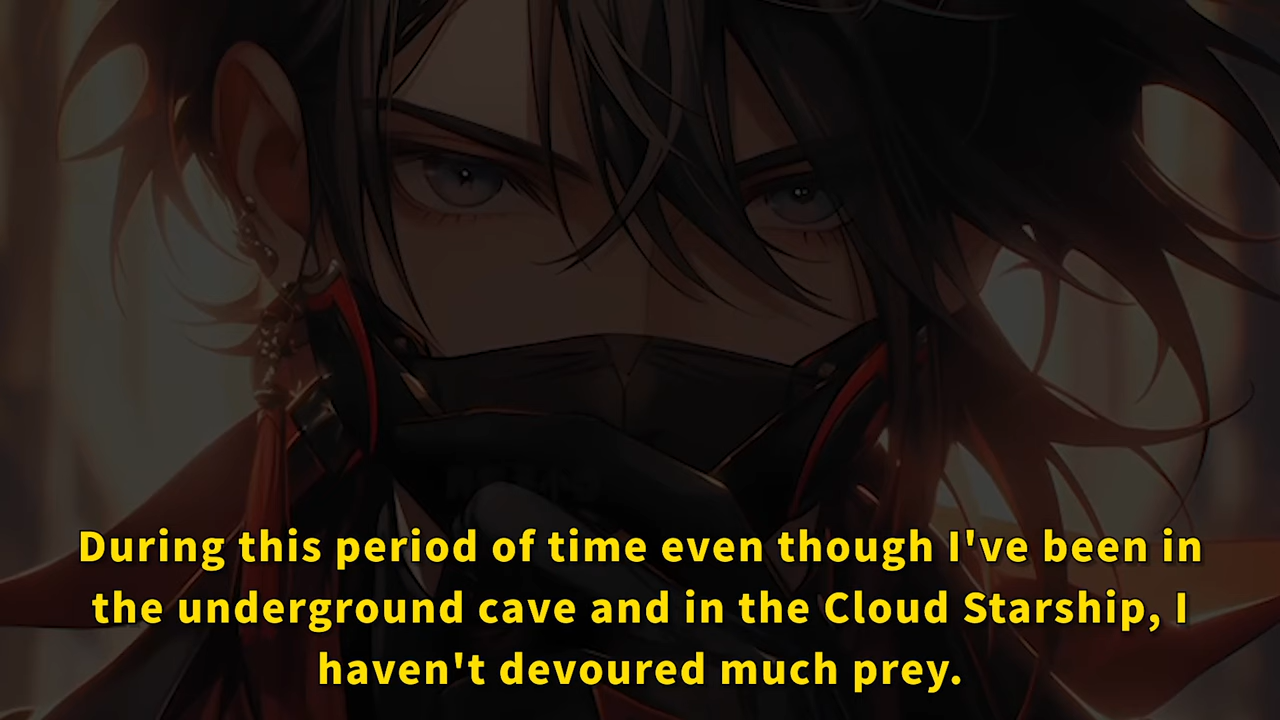 During this period of time even though I've been in
the underground cave and in the Cloud Starship, I
haven't devoured much prey.